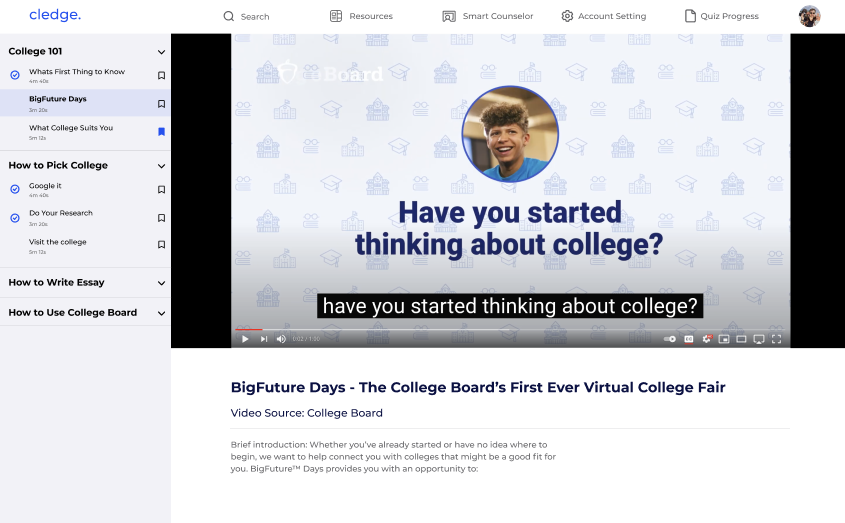 cledge.
Search
Resources
Smart Counselor
Account Setting
Quiz Progress
College 101
Whats First Thing to Know
4m 40s
BigFuture Days
3m 20s
What College Suits You
5m 12s
How to Pick College
Google it
4m 40s
Do Your Research
3m 20s
Visit the college
5m 12s
How to Write Essay
How to Use College Board
Board
Have you started
thinking about college?
have you started thinking about college?
0:02 / 1:00
CC
BigFuture Days - The College Board's First Ever Virtual College Fair
Video Source: College Board
Brief introduction: Whether you've already started or have no idea where to
begin, we want to help connect you with colleges that might be a good fit for
you. BigFuture™ Days provides you with an opportunity to: